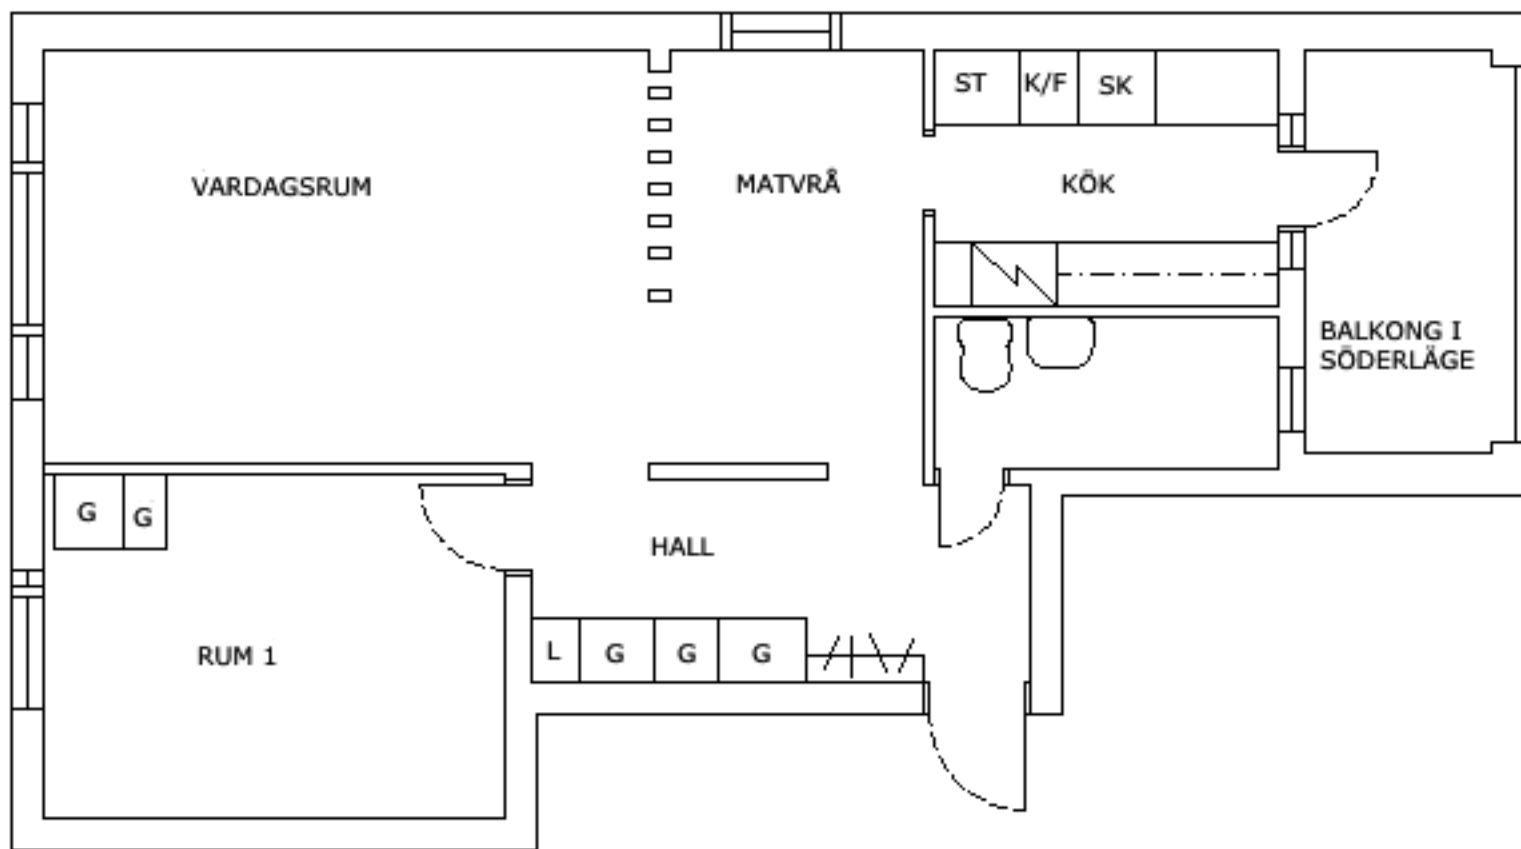 ST K/F SK
VARDAGSRUM
MATVRÅ
KÖK
BALKONG I
SÖDERLÄGE
G G
HALL
RUM 1
L G G G